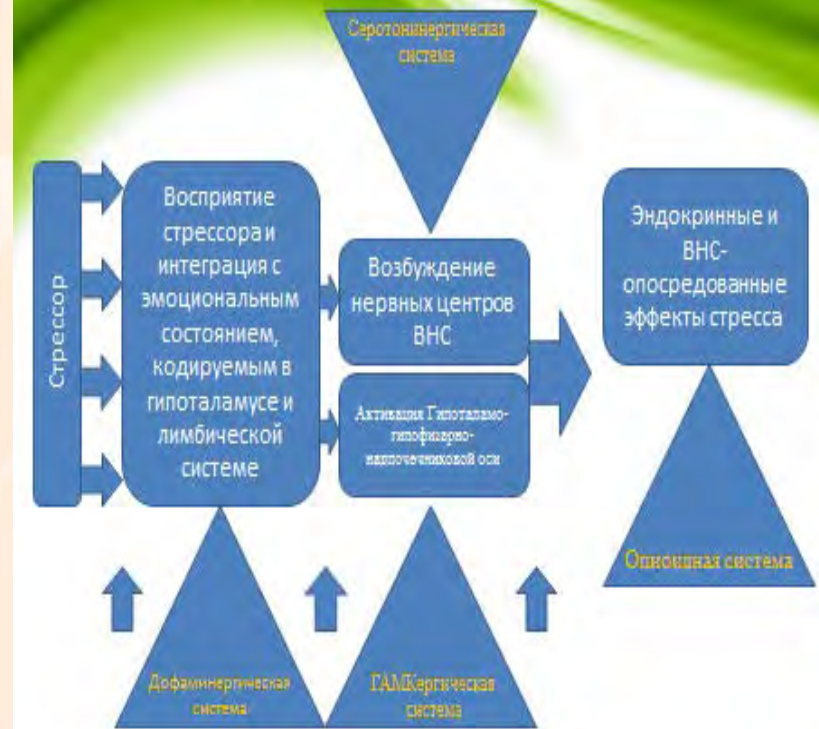 Серотонинергическая
система
Стрессор
Восприятие
стрессора и
интеграция с
эмоциональным
состоянием,
кодируемым в
гипоталамусе и
лимбической
системе
Возбуждение
нервных центров
ВНС
Активация Гипоталамо-
гипофизарно-
надпочечниковой оси
Эндокринные и
ВНС-
опосредованные
эффекты стресса
Дофаминергическая
система
ГАМКергическая
система
Опиоидная система